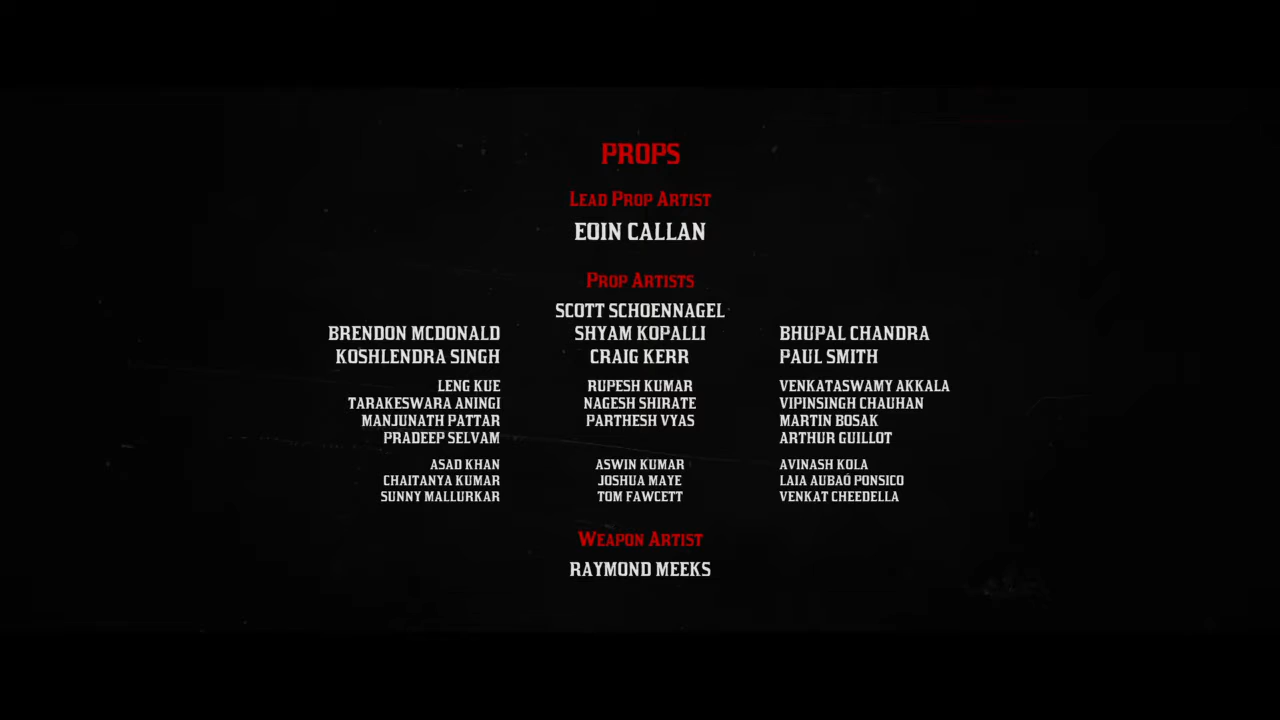 PROPS
LEAD PROP ARTIST
EOIN CALLAN
PROP ARTISTS
SCOTT SCHOENNAGEL
BRENDON MCDONALD SHYAM KOPALLI BHUPAL CHANDRA
KOSHLENDRA SINGH CRAIG KERR PAUL SMITH
LENG KUE RUPESH KUMAR VENKATASWAMY AKKALA
TARAKESWARA ANINGI NAGESH SHIRATE VIPINSINGH CHAUHAN
MANJUNATH PATTAR PARTHESH VYAS MARTIN BOSAK
PRADEEP SELVAM ARTHUR GUILLOT
ASAD KHAN ASWIN KUMAR AVINASH KOLA
CHAITANYA KUMAR JOSHUA MAYE LAIA AUBAÓ PONSICO
SUNNY MALLURKAR TOM FAWCETT VENKAT CHEEDELLA
WEAPON ARTIST
RAYMOND MEEKS